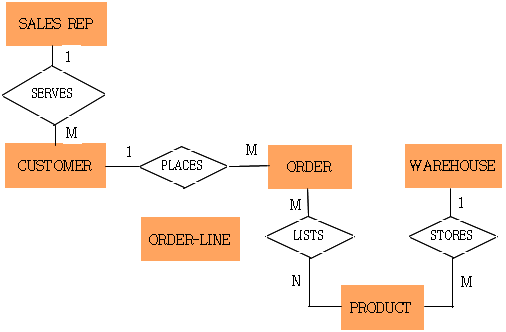 SALES REP
1
SERVES
M
CUSTOMER
1
PLACES
M
ORDER
WAREHOUSE
M
1
ORDER-LINE
LISTS
STORES
N
M
PRODUCT